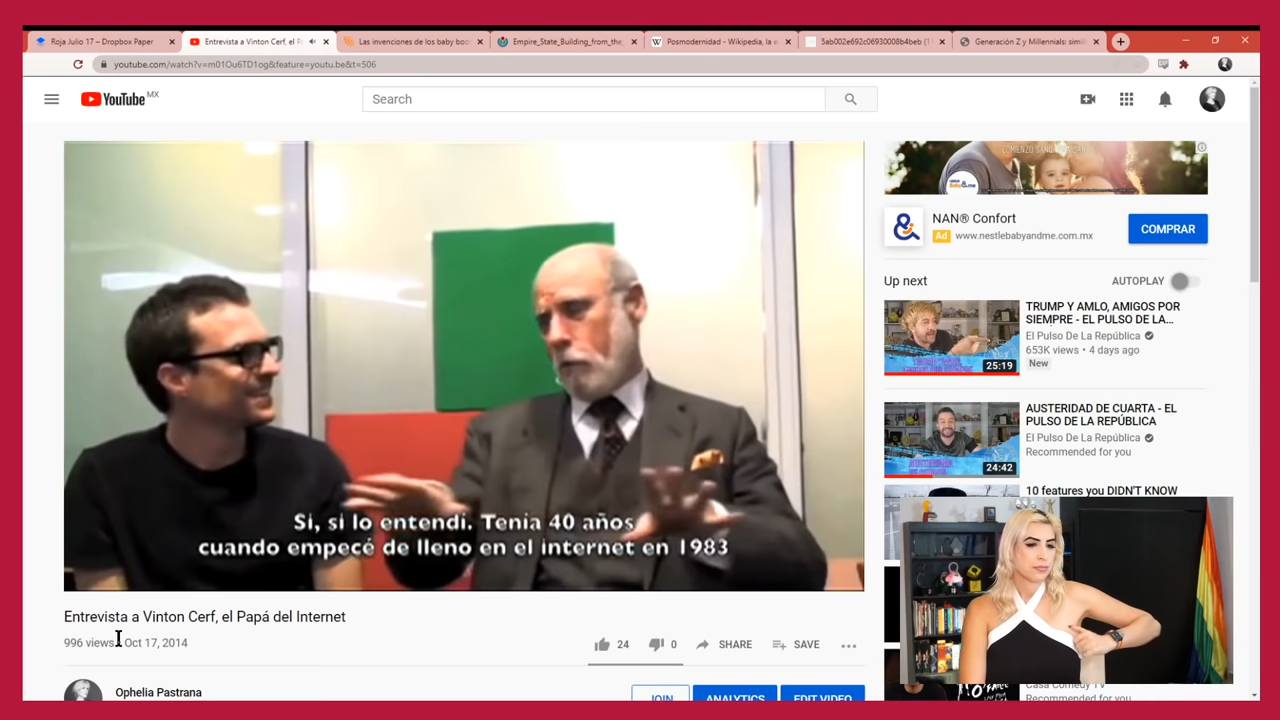 Roja Julio 17 – Dropbox Paper
Entrevista a Vinton Cerf, el P
Las invenciones de los baby boo
Empire_State_Building_from_the_
Posmodernidad - Wikipedia, la e
5ab002e692c06930008b4beb (1
Generación Z y Millennials: simil
youtube.com/watch?v=m01Ou6TD1og&feature=youtu.be&t=506
YouTube MX
Search
COMIENZO SANO
NAN® Confort
Ad www.nestlebabyandme.com.mx
COMPRAR
Up next
AUTOPLAY
TRUMP Y AMLO, AMIGOS POR
SIEMPRE - EL PULSO DE LA...
El Pulso De La República
653K views • 4 days ago
New
25:19
AUSTERIDAD DE CUARTA - EL
PULSO DE LA REPÚBLICA
El Pulso De La República
Recommended for you
24:42
10 features you DIDN'T KNOW
Si, si lo entendi. Tenia 40 años
cuando empecé de lleno en el internet en 1983
Entrevista a Vinton Cerf, el Papá del Internet
996 views Oct 17, 2014
24
0
SHARE
SAVE
Ophelia Pastrana
JOIN
ANALYTICS
EDIT VIDEO
Casa Comedy TV
Recommended for you